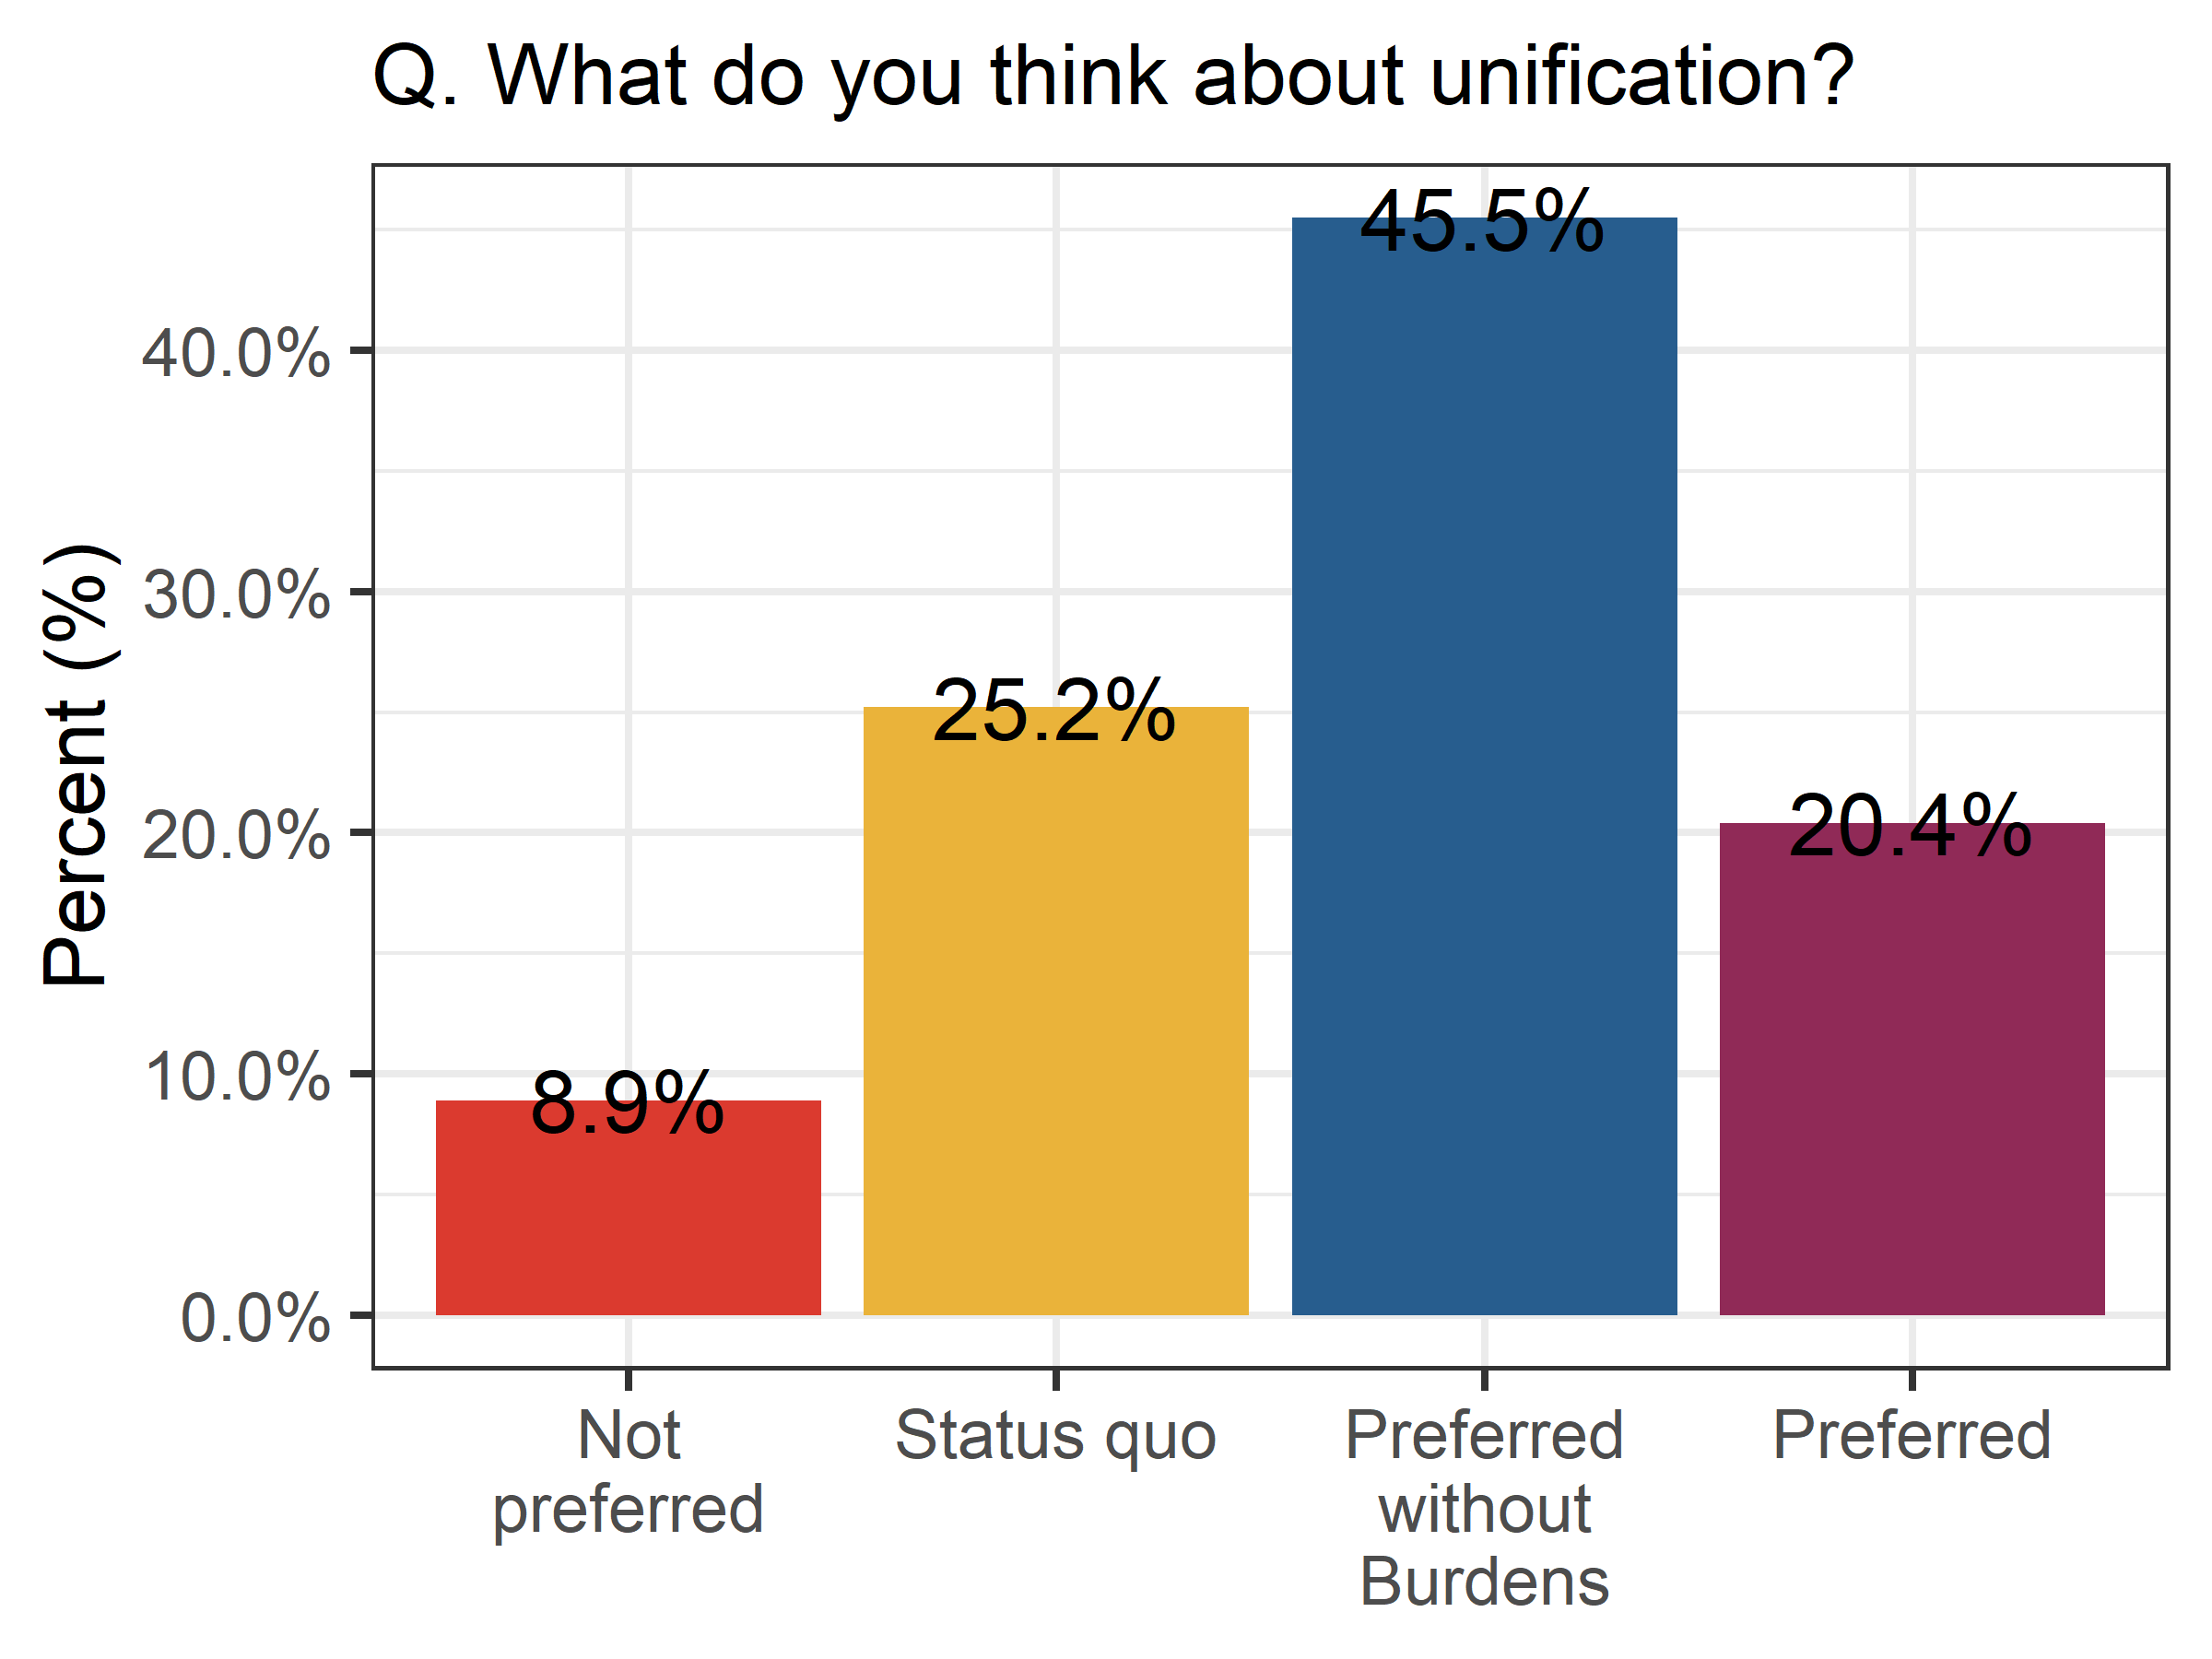 Q. What do you think about unification?
Percent (%)
40.0%
30.0%
20.0%
10.0%
0.0%
8.9%
25.2%
45.5%
20.4%
Not
preferred
Status quo
Preferred
without
Burdens
Preferred